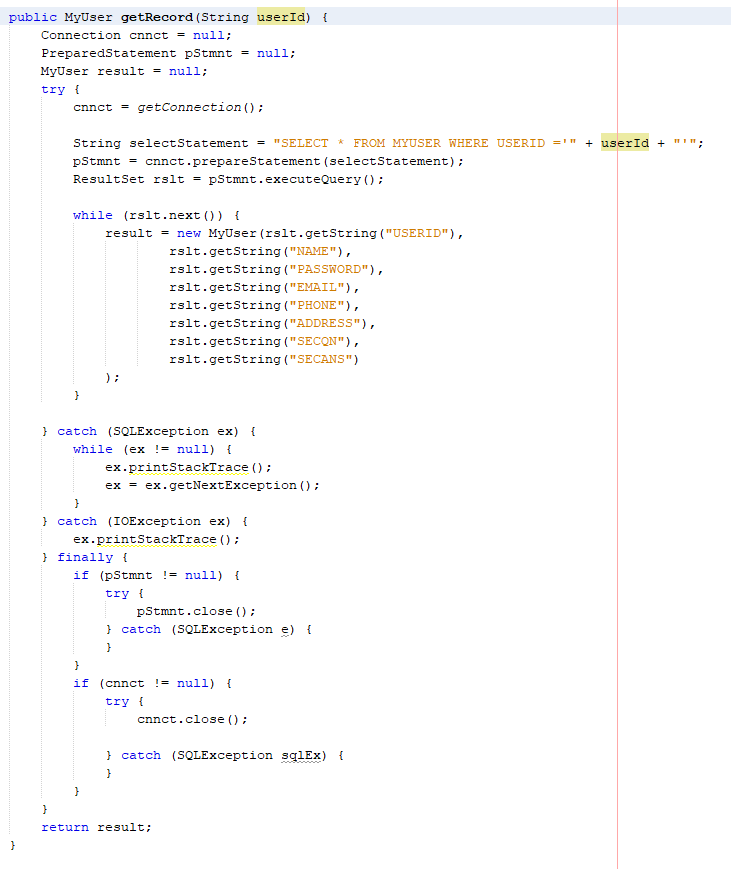 public MyUser getRecord(String userId) {
    Connection cnnct = null;
    PreparedStatement pStmnt = null;
    MyUser result = null;
    try {
        cnnct = getConnection();

        String selectStatement = "SELECT * FROM MYUSER WHERE USERID ='" + userId + "'";
        pStmnt = cnnct.prepareStatement(selectStatement);
        ResultSet rslt = pStmnt.executeQuery();

        while (rslt.next()) {
            result = new MyUser(rslt.getString("USERID"),
                    rslt.getString("NAME"),
                    rslt.getString("PASSWORD"),
                    rslt.getString("EMAIL"),
                    rslt.getString("PHONE"),
                    rslt.getString("ADDRESS"),
                    rslt.getString("SECQN"),
                    rslt.getString("SECANS")
            );
        }

    } catch (SQLException ex) {
        while (ex != null) {
            ex.printStackTrace();
            ex = ex.getNextException();
        }
    } catch (IOException ex) {
        ex.printStackTrace();
    } finally {
        if (pStmnt != null) {
            try {
                pStmnt.close();
            } catch (SQLException e) {
            }
        }
        if (cnnct != null) {
            try {
                cnnct.close();

            } catch (SQLException sqlEx) {
            }
        }
    }
    return result;
}